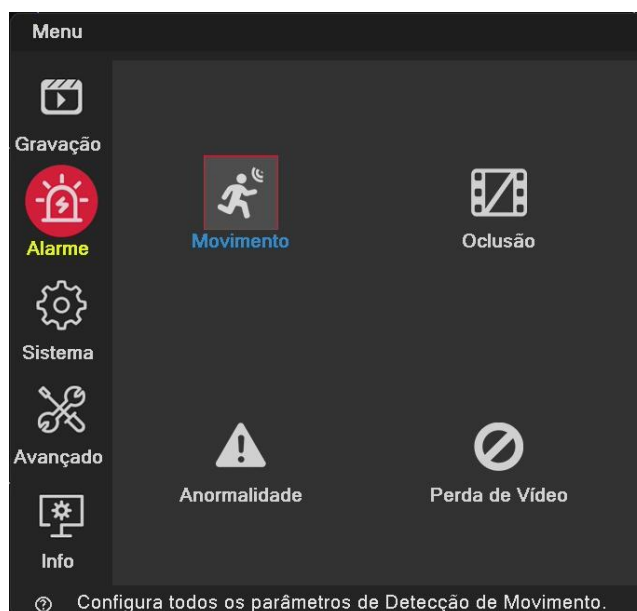 Menu
Gravação
Alarme
Movimento
Oclusão
Sistema
Avançado
Anormalidade
Perda de Vídeo
Info
Configura todos os parâmetros de Detecção de Movimento.